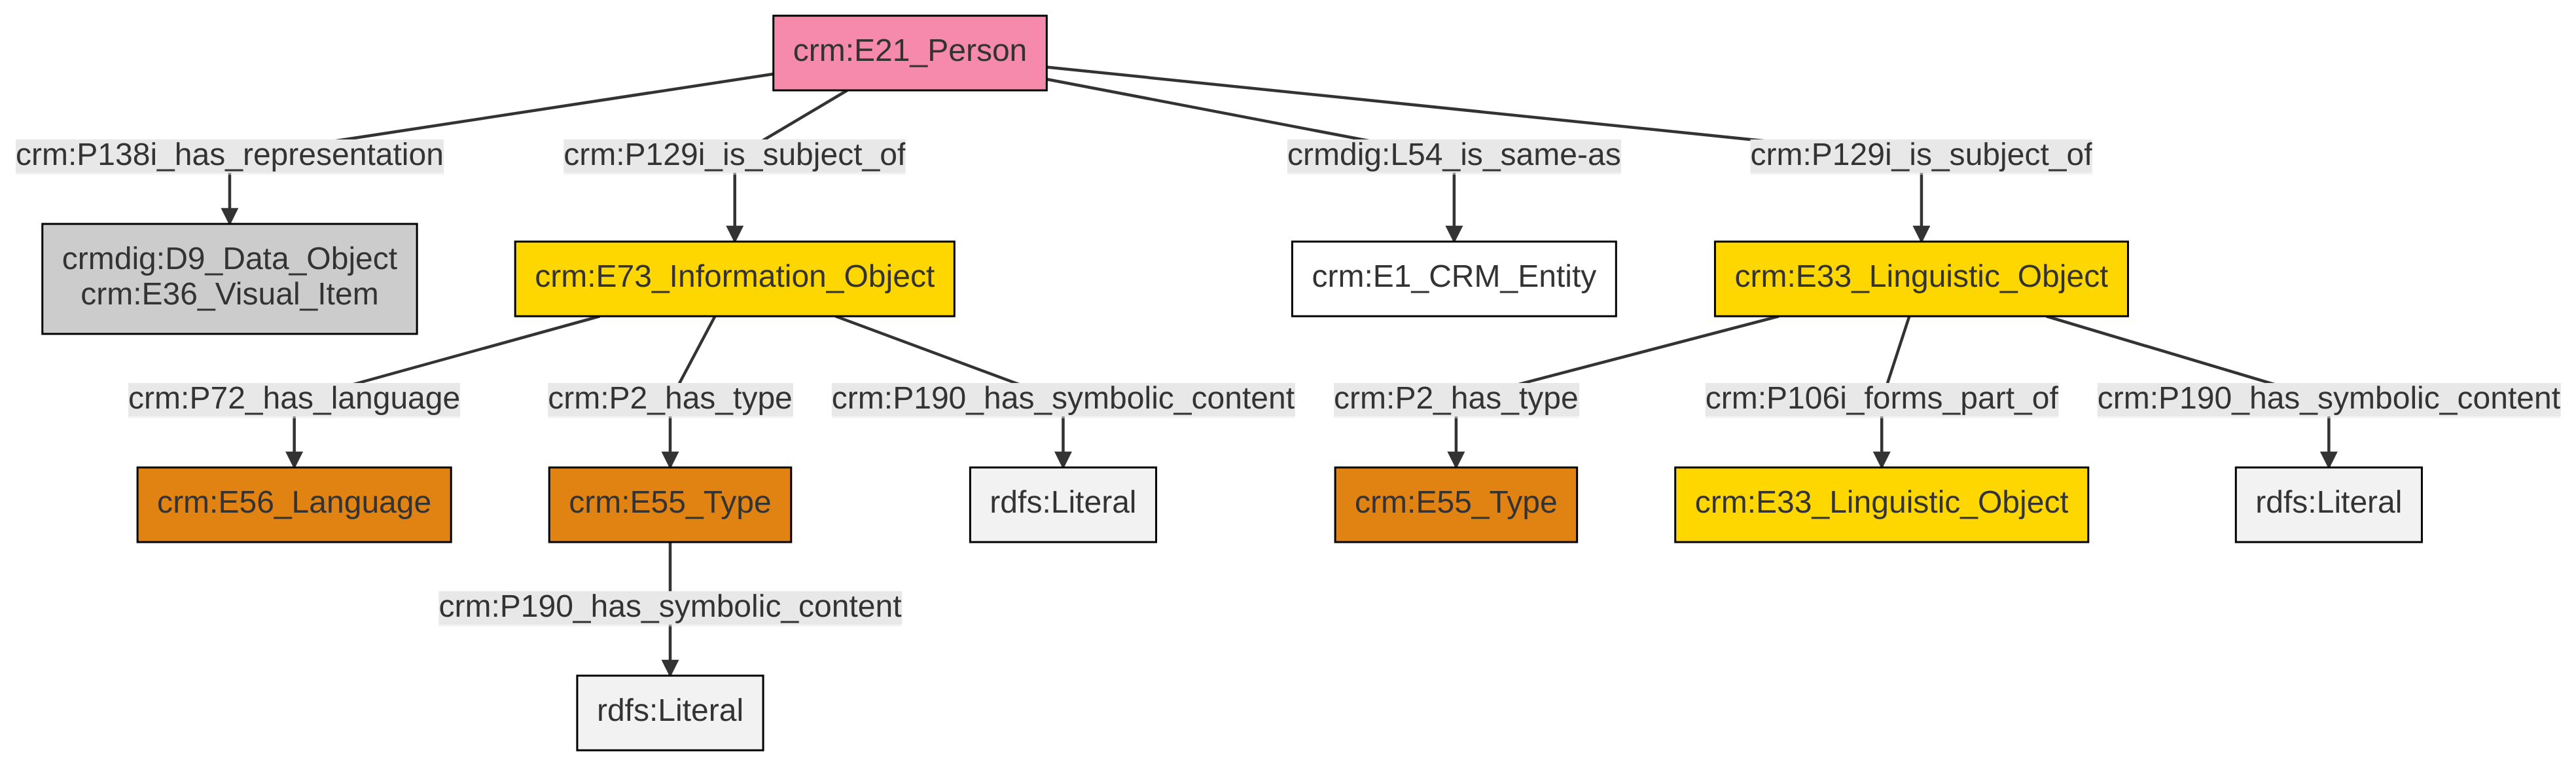 crm:E21_Person
crm:P138i_has_representation
crm:P129i_is_subject_of
crmdig:L54_is_same-as
crm:P129i_is_subject_of
crmdig:D9_Data_Object
crm:E36_Visual_Item
crm:E73_Information_Object
crm:E1_CRM_Entity
crm:E33_Linguistic_Object
crm:P72_has_language
crm:P2_has_type
crm:P190_has_symbolic_content
crm:P2_has_type
crm:P106i_forms_part_of
crm:P190_has_symbolic_content
crm:E56_Language
crm:E55_Type
rdfs:Literal
crm:E55_Type
crm:E33_Linguistic_Object
rdfs:Literal
crm:P190_has_symbolic_content
rdfs:Literal